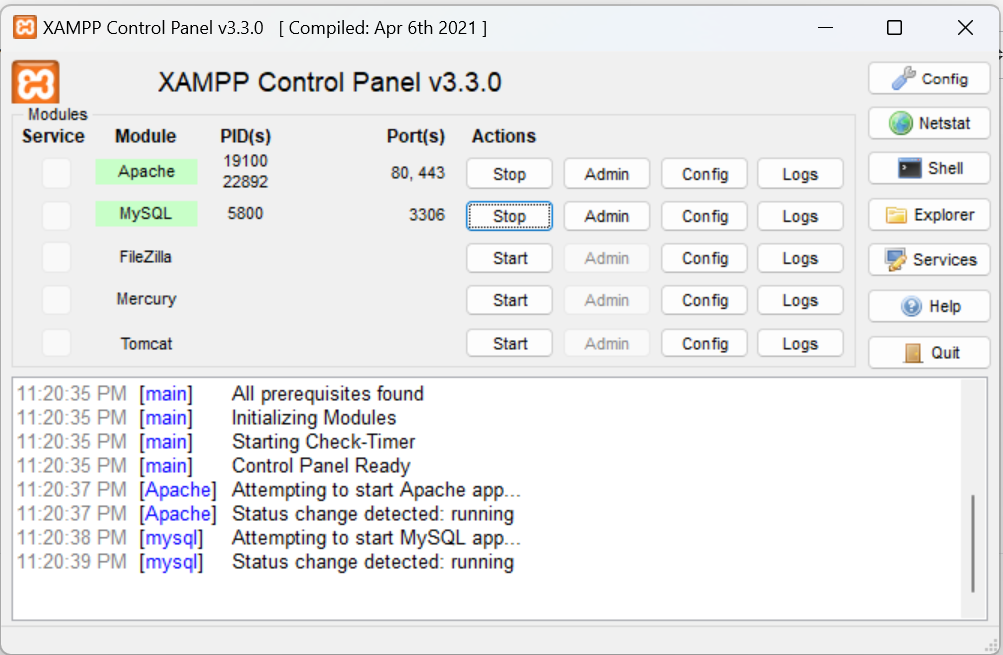 XAMPP Control Panel v3.3.0 [ Compiled: Apr 6th 2021 ]
XAMPP Control Panel v3.3.0
Config
Modules
Service Module PID(s) Port(s) Actions
Netstat
Apache 19100 22892 80, 443 Stop Admin Config Logs
Shell
MySQL 5800 3306 Stop Admin Config Logs
Explorer
FileZilla Start Admin Config Logs
Services
Mercury Start Admin Config Logs
Help
Tomcat Start Admin Config Logs
Quit
11:20:35 PM [main] All prerequisites found
11:20:35 PM [main] Initializing Modules
11:20:35 PM [main] Starting Check-Timer
11:20:35 PM [main] Control Panel Ready
11:20:37 PM [Apache] Attempting to start Apache app...
11:20:37 PM [Apache] Status change detected: running
11:20:38 PM [mysql] Attempting to start MySQL app...
11:20:39 PM [mysql] Status change detected: running